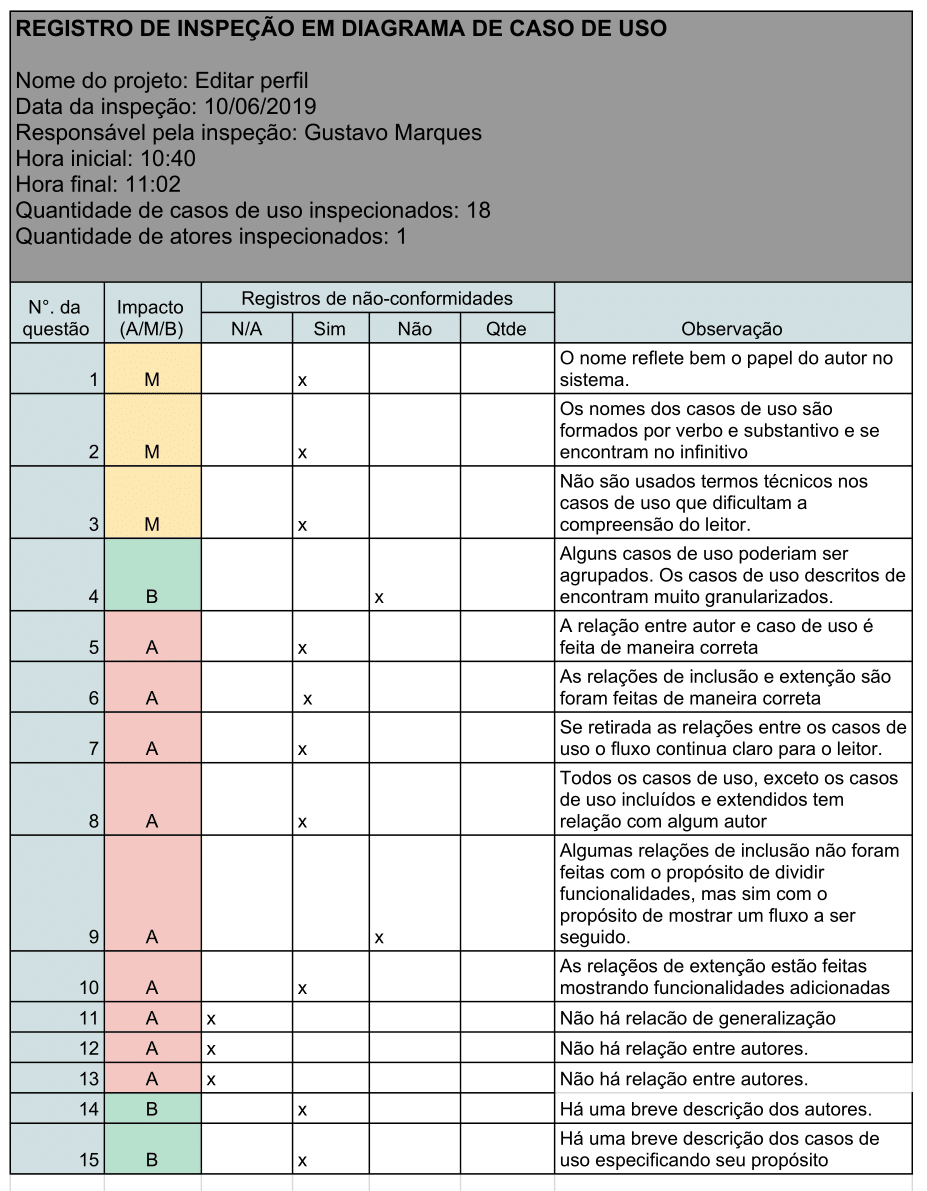 REGISTRO DE INSPEÇÃO EM DIAGRAMA DE CASO DE USO
Nome do projeto: Editar perfil
Data da inspeção: 10/06/2019
Responsável pela inspeção: Gustavo Marques
Hora inicial: 10:40
Hora final: 11:02
Quantidade de casos de uso inspecionados: 18
Quantidade de atores inspecionados: 1
N°. da
questão
Impacto
(A/M/B)
Registros de não-conformidades
N/A Sim Não Qtde
Observação
O nome reflete bem o papel do autor no
1 M x sistema.
Os nomes dos casos de uso são
formados por verbo e substantivo e se
2 M x encontram no infinitivo
Não são usados termos técnicos nos
casos de uso que dificultam a
3 M x compreensão do leitor.
Alguns casos de uso poderiam ser
agrupados. Os casos de uso descritos de
4 B x encontram muito granularizados.
A relação entre autor e caso de uso é
5 A x feita de maneira correta
As relações de inclusão e extenção são
6 A x foram feitas de maneira correta
Se retirada as relações entre os casos de
7 A x uso o fluxo continua claro para o leitor.
Todos os casos de uso, exceto os casos
de uso incluídos e extendidos tem
8 A x relação com algum autor
Algumas relações de inclusão não foram
feitas com o propósito de dividir
funcionalidades, mas sim com o
propósito de mostrar um fluxo a ser
9 A x seguido.
As relações de extenção estão feitas
10 A x mostrando funcionalidades adicionadas
11 A x Não há relacão de generalização
12 A x Não há relação entre autores.
13 A x Não há relação entre autores.
14 B x Há uma breve descrição dos autores.
Há uma breve descrição dos casos de
15 B x uso especificando seu propósito